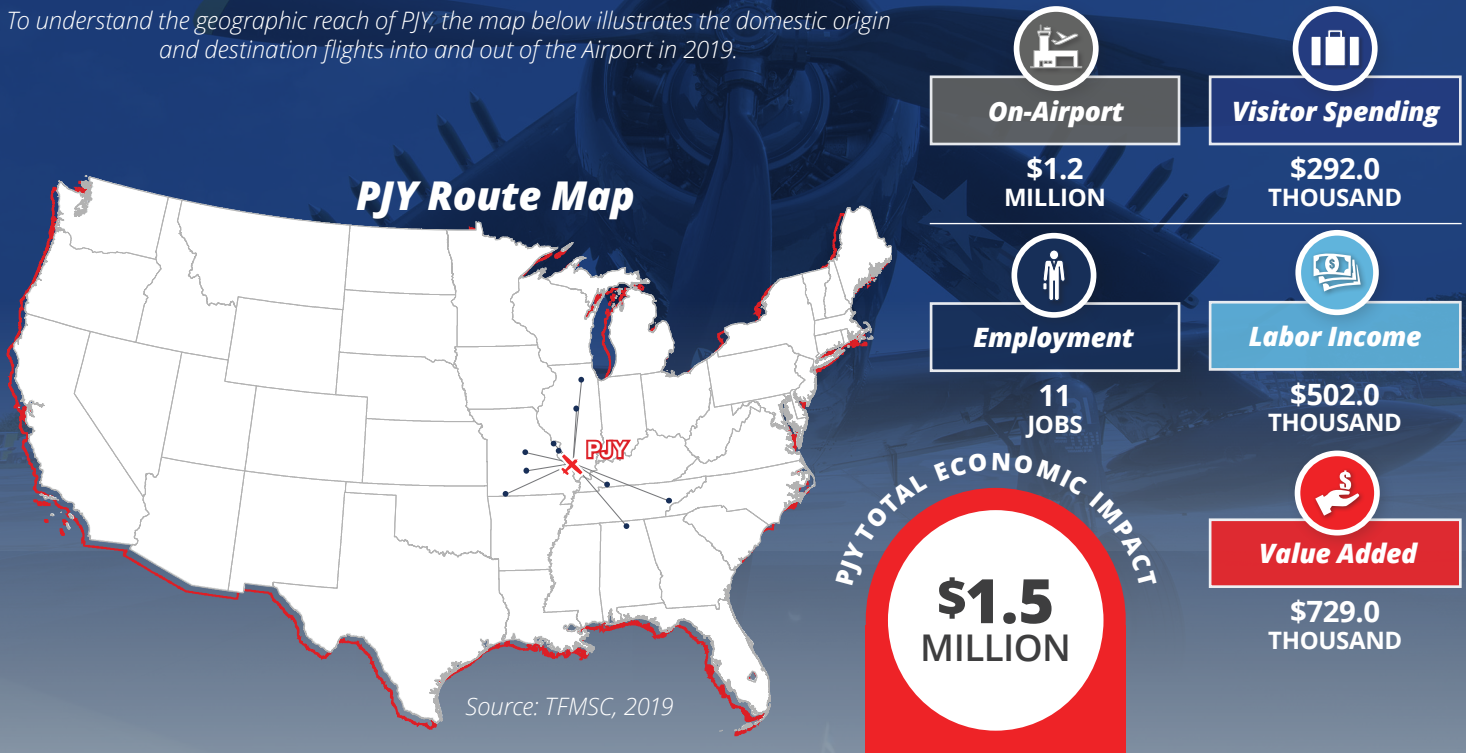 To understand the geographic reach of PJY, the map below illustrates the domestic origin
and destination flights into and out of the Airport in 2019.
PJY Route Map
PJY
Source: TFMSC, 2019
On-Airport
$1.2
MILLION
Visitor Spending
$292.0
THOUSAND
Employment
11
JOBS
Labor Income
$502.0
THOUSAND
PJY TOTAL ECONOMIC IMPACT
$1.5
MILLION
Value Added
$729.0
THOUSAND